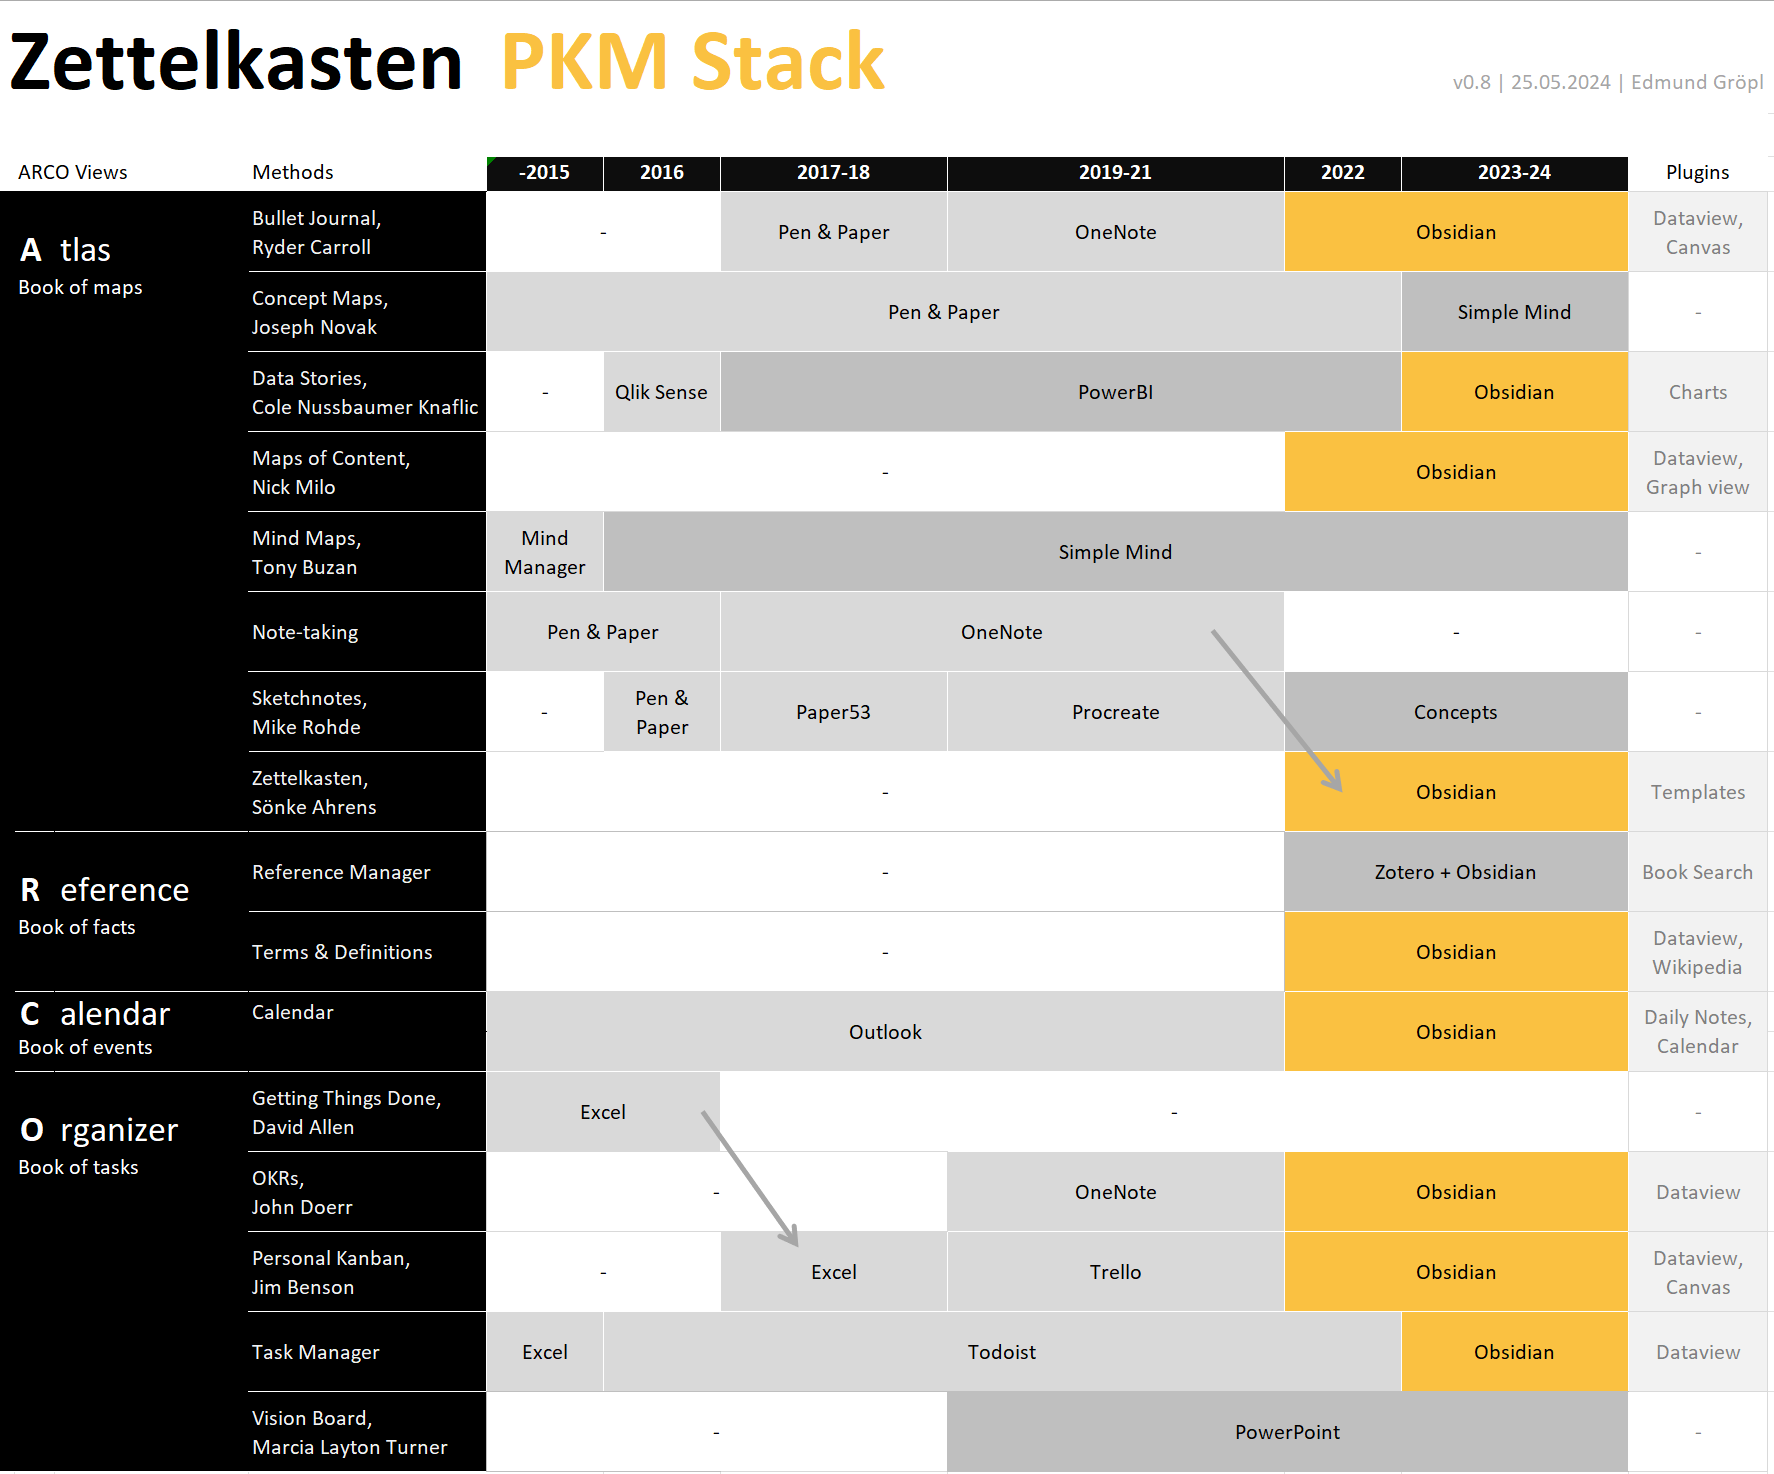 Zettelkasten PKM Stack
v0.8 | 25.05.2024 | Edmund Gröpl
ARCO Views Methods -2015 2016 2017-18 2019-21 2022 2023-24 Plugins
Atlas
Book of maps
Bullet Journal,
Ryder Carroll
-
Pen & Paper
OneNote
Obsidian
Dataview,
Canvas
Concept Maps,
Joseph Novak
Pen & Paper
Simple Mind
-
Data Stories,
Cole Nussbaumer Knaflic
-
Qlik Sense
PowerBI
Obsidian
Charts
Maps of Content,
Nick Milo
-
Obsidian
Dataview,
Graph view
Mind Maps,
Tony Buzan
Mind
Manager
Simple Mind
-
Note-taking
Pen & Paper
OneNote
-
-
Sketchnotes,
Mike Rohde
-
Pen &
Paper
Paper53
Procreate
Concepts
-
Zettelkasten,
Sönke Ahrens
-
Obsidian
Templates
Reference
Book of facts
Reference Manager
-
Zotero + Obsidian
Book Search
Terms & Definitions
-
Obsidian
Dataview,
Wikipedia
Calendar
Book of events
Calendar
Outlook
Obsidian
Daily Notes,
Calendar
Organizer
Book of tasks
Getting Things Done,
David Allen
Excel
-
-
OKRs,
John Doerr
-
OneNote
Obsidian
Dataview
Personal Kanban,
Jim Benson
-
Excel
Trello
Obsidian
Dataview,
Canvas
Task Manager
Excel
Todoist
Obsidian
Dataview
Vision Board,
Marcia Layton Turner
-
PowerPoint
-